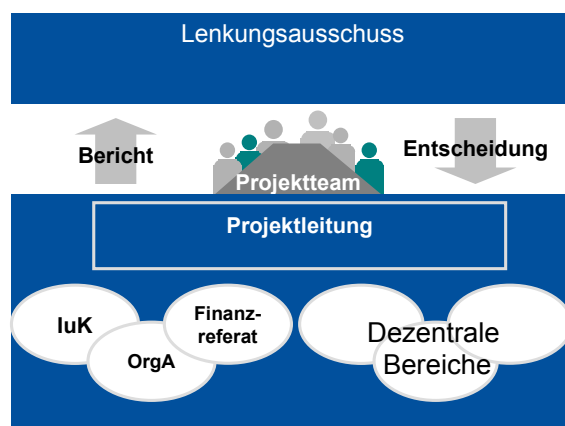 Lenkungsausschuss
Bericht
Entscheidung
Projektteam
Projektleitung
IuK
OrgA
Finanz-
referat
Dezentrale
Bereiche